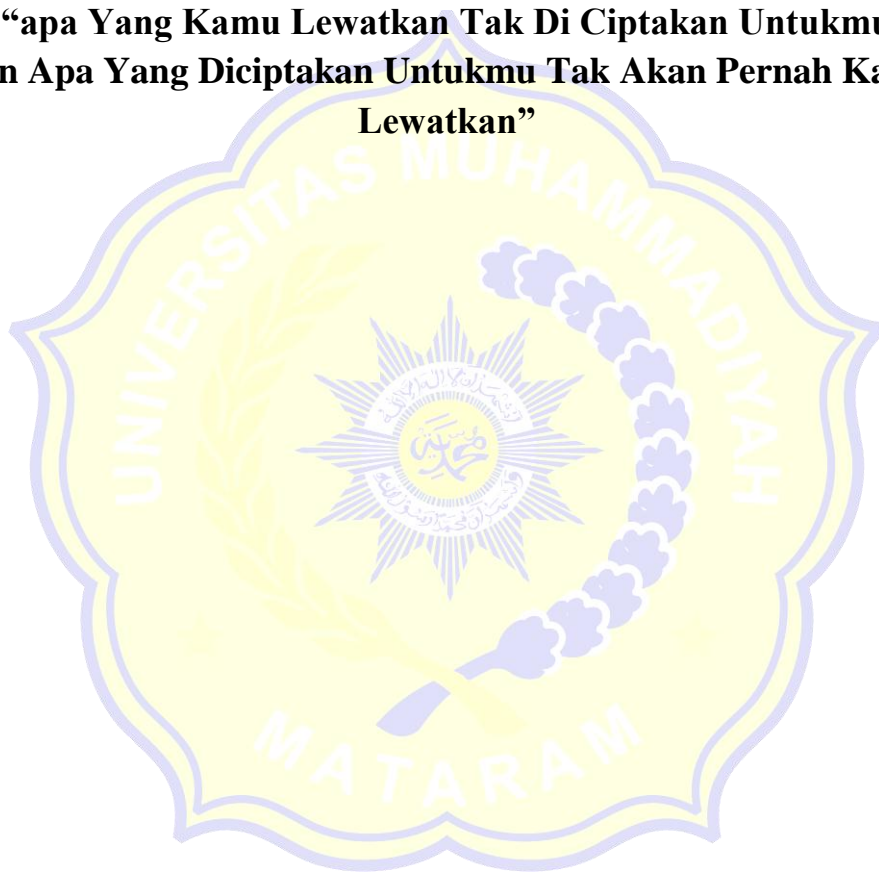 “apa Yang Kamu Lewatkan Tak Di Ciptakan Untukmu
n Apa Yang Diciptakan Untukmu Tak Akan Pernah Ka
Lewatkan”
UNIVERSITAS MUHAMMADIYAH
MATARAM